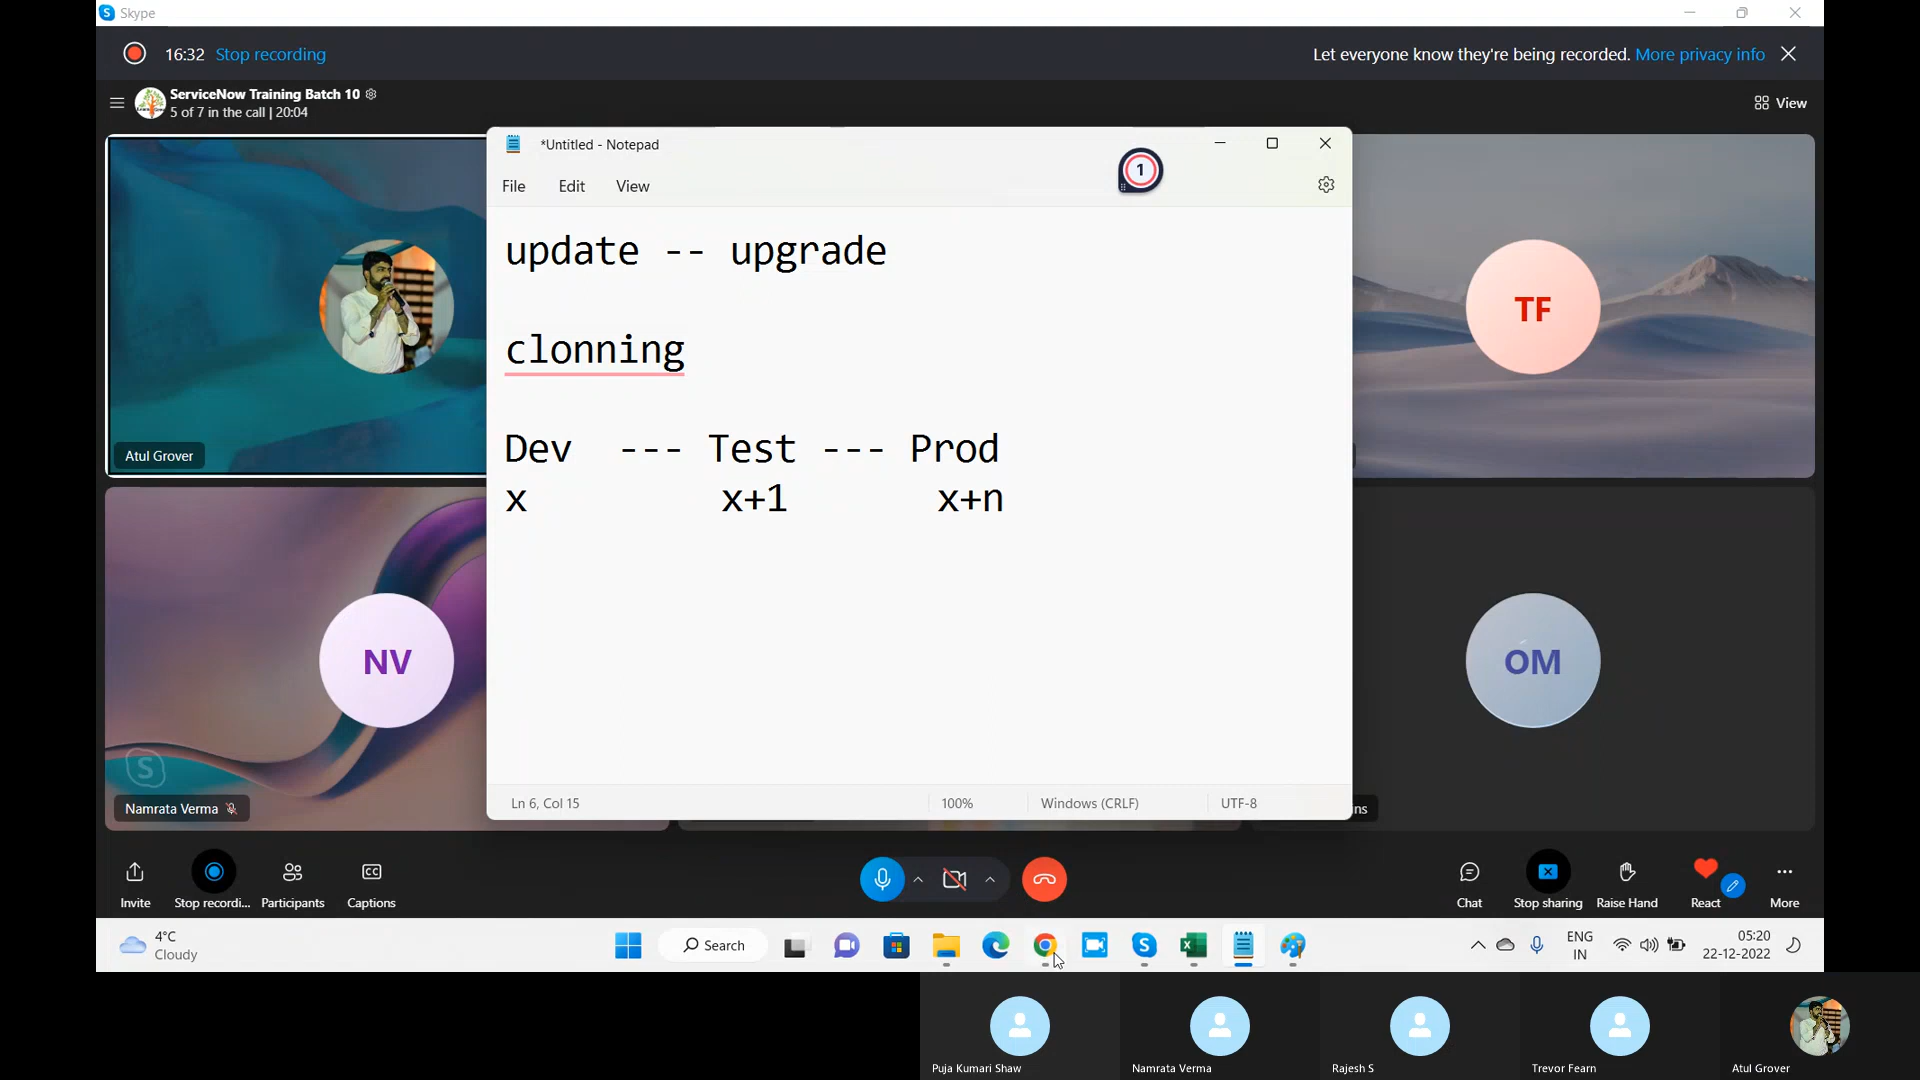 Skype
16:32 Stop recording
Let everyone know they're being recorded. More privacy info
ServiceNow Training Batch 10
5 of 7 in the call | 20:04
View
*Untitled - Notepad
1
File Edit View
update -- upgrade
clonning
Dev --- Test --- Prod
x x+1 x+n
Ln 6, Col 15
100%
Windows (CRLF)
UTF-8
Atul Grover
TF
NV
Namrata Verma
OM
ns
Invite
Stop recordi...
Participants
Captions
Chat
Stop sharing
Raise Hand
React
More
4°C
Cloudy
Search
ENG
IN
05:20
22-12-2022
Puja Kumari Shaw
Namrata Verma
Rajesh S
Trevor Fearn
Atul Grover